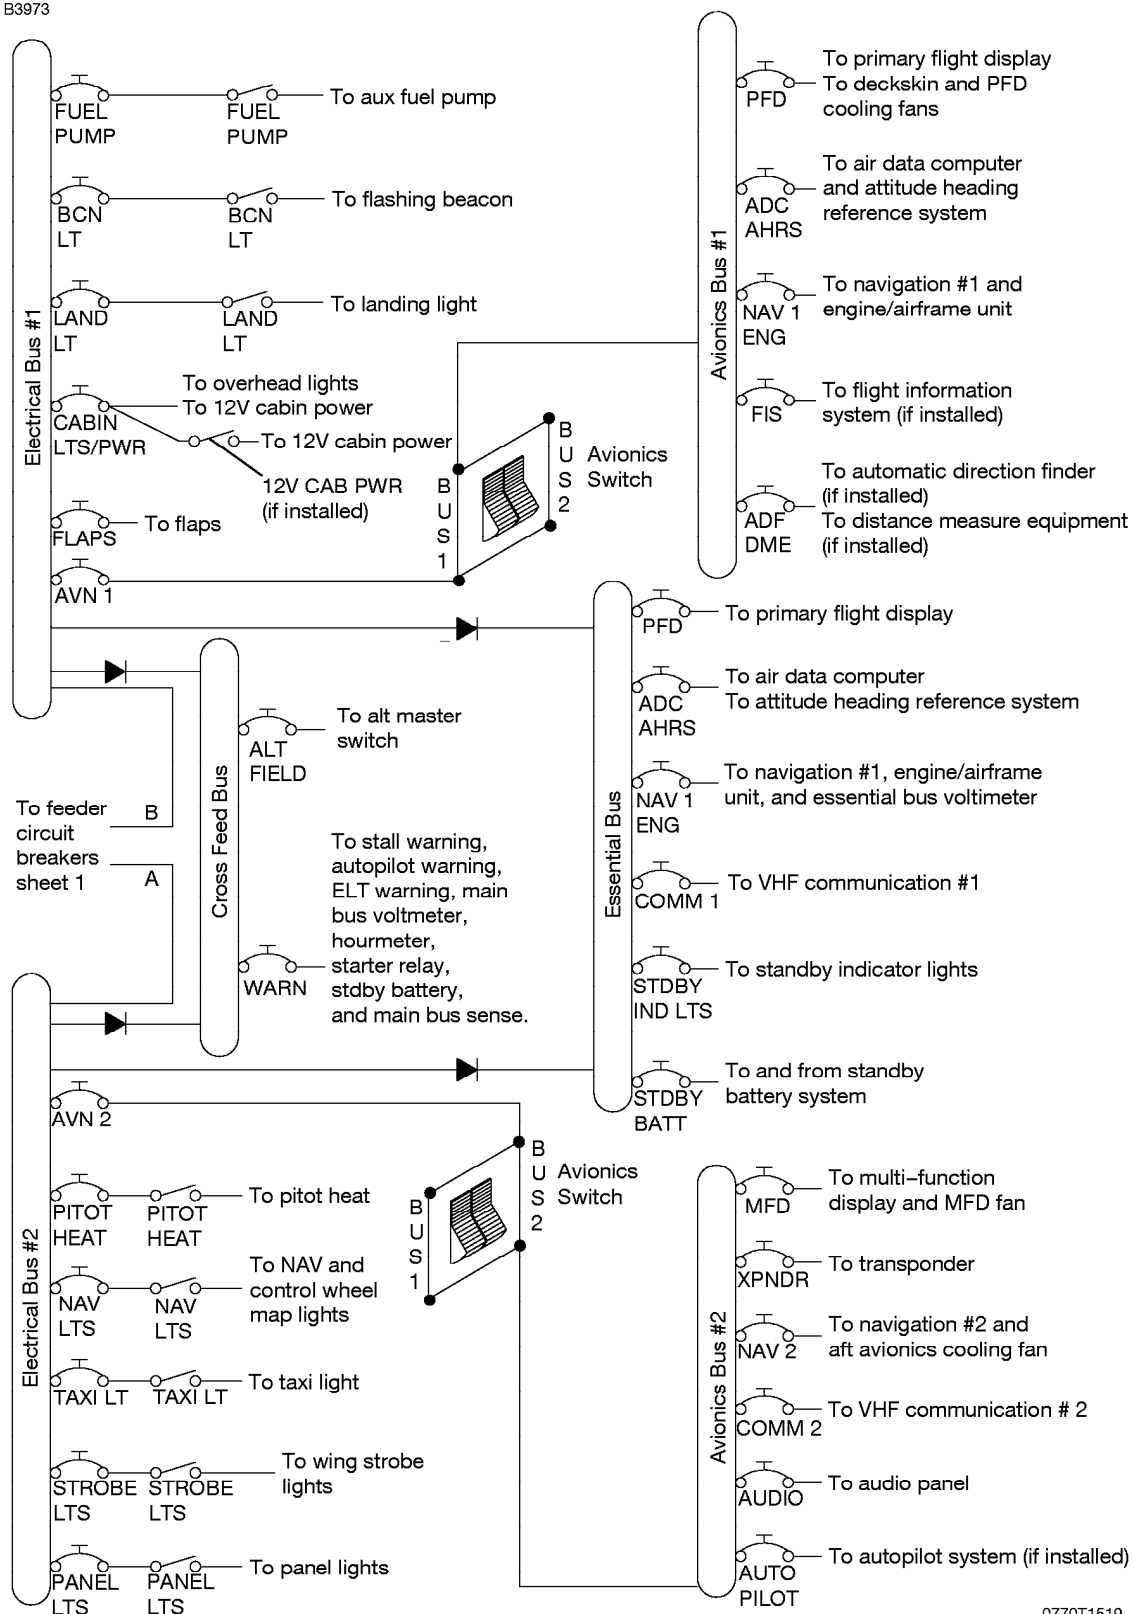 B3973
Electrical Bus #1
FUEL
PUMP
FUEL
PUMP
To aux fuel pump
BCN
LT
BCN
LT
To flashing beacon
LAND
LT
LAND
LT
To landing light
CABIN
LTS/PWR
To overhead lights
To 12V cabin power
To 12V cabin power
12V CAB PWR
(if installed)
FLAPS
To flaps
AVN 1
BUS1
BUS2
Avionics
Switch
Avionics Bus #1
PFD
To primary flight display
To deckskin and PFD
cooling fans
ADC
AHRS
To air data computer
and attitude heading
reference system
NAV 1
ENG
To navigation #1 and
engine/airframe unit
FIS
To flight information
system (if installed)
ADF
DME
To automatic direction finder
(if installed)
To distance measure equipment
(if installed)
Cross Feed Bus
ALT
FIELD
To alt master
switch
WARN
To stall warning,
autopilot warning,
ELT warning, main
bus voltmeter,
hourmeter,
starter relay,
stdby battery,
and main bus sense.
To feeder
circuit
breakers
sheet 1
B
A
Essential Bus
PFD
To primary flight display
ADC
AHRS
To air data computer
To attitude heading reference system
NAV 1
ENG
To navigation #1, engine/airframe
unit, and essential bus voltimeter
COMM 1
To VHF communication #1
STDBY
IND LTS
To standby indicator lights
STDBY
BATT
To and from standby
battery system
Electrical Bus #2
AVN 2
PITOT
HEAT
PITOT
HEAT
To pitot heat
NAV
LTS
NAV
LTS
To NAV and
control wheel
map lights
TAXI LT
TAXI LT
To taxi light
STROBE
LTS
STROBE
LTS
To wing strobe
lights
PANEL
LTS
PANEL
LTS
To panel lights
BUS1
BUS2
Avionics
Switch
Avionics Bus #2
MFD
To multi-function
display and MFD fan
XPNDR
To transponder
NAV 2
To navigation #2 and
aft avionics cooling fan
COMM 2
To VHF communication # 2
AUDIO
To audio panel
AUTO
PILOT
To autopilot system (if installed)
0770T1519